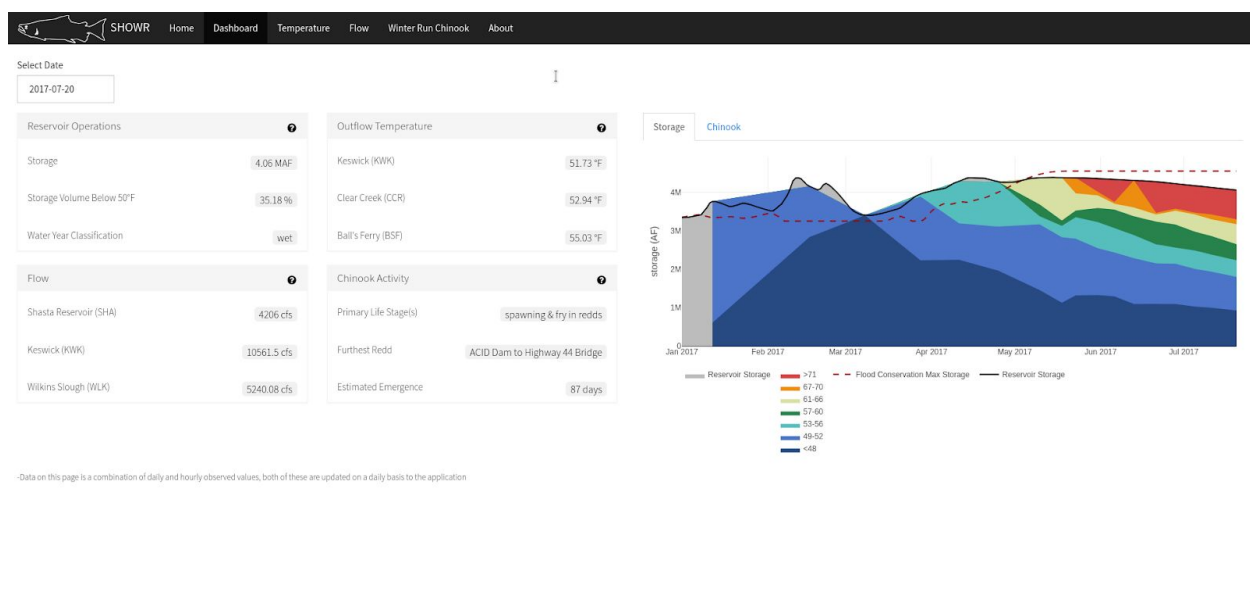 SHOWR Home Dashboard Temperature Flow Winter Run Chinook About
Select Date
2017-07-20
Reservoir Operations
Storage 4.06 MAF
Storage Volume Below 50°F 35.18 %
Water Year Classification wet
Outflow Temperature
Keswick (KWK) 51.73 °F
Clear Creek (CCR) 52.94 °F
Ball's Ferry (BSF) 55.03 °F
Flow
Shasta Reservoir (SHA) 4206 cfs
Keswick (KWK) 10561.5 cfs
Wilkins Slough (WLK) 5240.08 cfs
Chinook Activity
Primary Life Stage(s) spawning & fry in redds
Furthest Redd ACID Dam to Highway 44 Bridge
Estimated Emergence 87 days
Storage Chinook
storage (AF)
4M
3M
2M
1M
0
Jan 2017 Feb 2017 Mar 2017 Apr 2017 May 2017 Jun 2017 Jul 2017
Reservoir Storage >71 Flood Conservation Max Storage Reservoir Storage
67-70
61-66
57-60
53-56
49-52
<48
-Data on this page is a combination of daily and hourly observed values, both of these are updated on a daily basis to the application